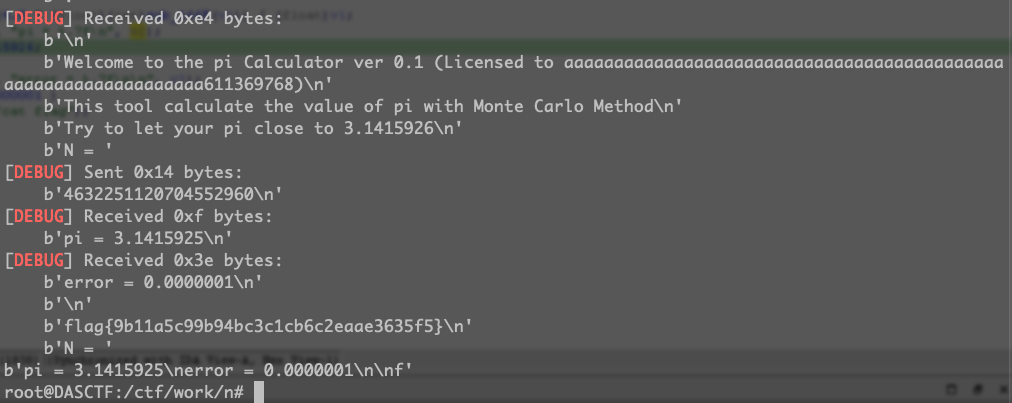 [DEBUG] Received 0xe4 bytes:
b'\n'
b'Welcome to the pi Calculator ver 0.1 (Licensed to aaaaaaaaaaaaaaaaaaaaaaaaaaaaaaaaaaaaaaaaaaaa
aaaaaaaaaaaaaaaaaaaa611369768)\n'
b'This tool calculate the value of pi with Monte Carlo Method\n'
b'Try to let your pi close to 3.1415926\n'
b'N = '
[DEBUG] Sent 0x14 bytes:
b'4632251120704552960\n'
[DEBUG] Received 0xf bytes:
b'pi = 3.1415925\n'
[DEBUG] Received 0x3e bytes:
b'error = 0.0000001\n'
b'\n'
b'flag{9b11a5c99b94bc3c1cb6c2eaae3635f5}\n'
b'N = '
b'pi = 3.1415925\nerror = 0.0000001\n\nf'
root@DASCTF:/ctf/work/n#